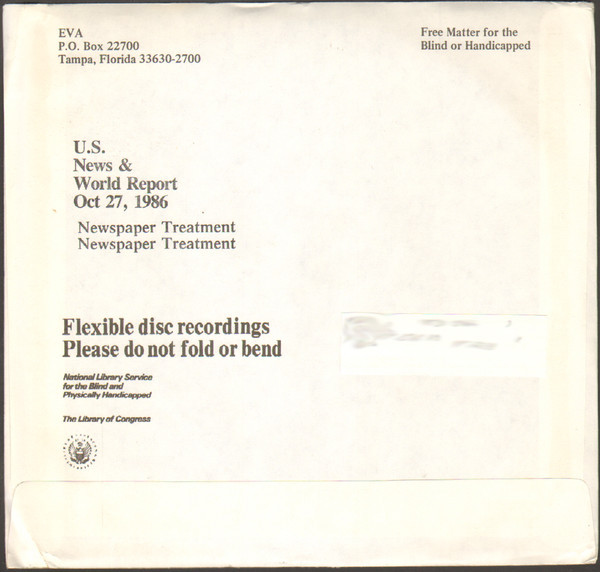 EVA
P.O. Box 22700
Tampa, Florida 33630-2700
Free Matter for the
Blind or Handicapped
U.S.
News &
World Report
Oct 27, 1986
Newspaper Treatment
Newspaper Treatment
Flexible disc recordings
Please do not fold or bend
National Library Service
for the Blind and
Physically Handicapped
The Library of Congress